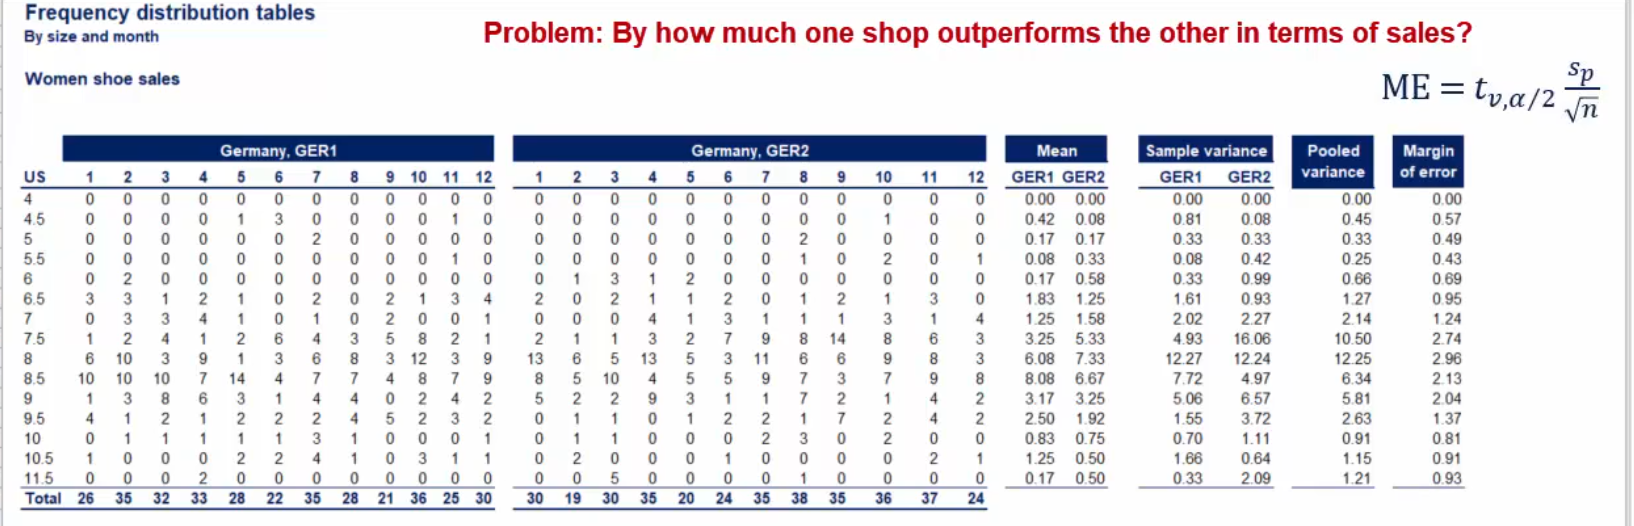 Frequency distribution tables
Problem: By how much one shop outperforms the other in terms of sales?
By size and month
Women shoe sales
ME = t_{v,α/2} s_p/√n
Germany, GER1 Germany, GER2 Mean Sample variance Pooled variance Margin of error
US 1 2 3 4 5 6 7 8 9 10 11 12 1 2 3 4 5 6 7 8 9 10 11 12 GER1 GER2 GER1 GER2
4 0 0 0 0 0 0 0 0 0 0 0 0 0 0 0 0 0 0 0 0 0 0 0 0 0.00 0.00 0.00 0.00 0.00 0.00
4.5 0 0 0 0 1 3 0 0 0 0 1 0 0 0 0 0 0 0 0 0 0 1 0 0 0.42 0.08 0.81 0.08 0.45 0.57
5 0 0 0 0 0 0 2 0 0 0 0 0 0 0 0 0 0 0 0 2 0 0 0 0 0.17 0.17 0.33 0.33 0.33 0.49
5.5 0 0 0 0 0 0 0 0 0 0 1 0 0 0 0 0 0 0 0 1 0 2 0 1 0.08 0.33 0.08 0.42 0.25 0.43
6 0 2 0 0 0 0 0 0 0 0 0 0 0 1 3 1 2 0 0 0 0 0 0 0 0.17 0.58 0.33 0.99 0.66 0.69
6.5 3 3 1 2 1 0 2 0 2 1 3 4 2 0 2 1 1 2 0 1 2 1 3 0 1.83 1.25 1.61 0.93 1.27 0.95
7 0 3 3 4 1 0 1 0 2 0 0 1 0 0 0 4 1 3 1 1 1 3 1 4 1.25 1.58 2.02 2.27 2.14 1.24
7.5 1 2 4 1 2 6 4 3 5 8 2 1 2 1 1 3 2 7 9 8 14 8 6 3 3.25 5.33 4.93 16.06 10.50 2.74
8 6 10 3 9 1 3 6 8 3 12 3 9 13 6 5 13 5 3 11 6 6 9 8 3 6.08 7.33 12.27 12.24 12.25 2.96
8.5 10 10 10 7 14 4 7 7 4 8 7 9 8 5 10 4 5 5 9 7 3 7 9 8 8.08 6.67 7.72 4.97 6.34 2.13
9 1 3 8 6 3 1 4 4 0 2 4 2 5 2 2 9 3 1 1 7 2 1 4 2 3.17 3.25 5.06 6.57 5.81 2.04
9.5 4 1 2 1 2 2 2 4 5 2 3 2 0 1 1 0 1 2 2 1 7 2 4 2 2.50 1.92 1.55 3.72 2.63 1.37
10 0 1 1 1 1 1 3 1 0 0 0 1 0 1 1 0 0 0 2 3 0 2 0 0 0.83 0.75 0.70 1.11 0.91 0.81
10.5 1 0 0 0 2 2 4 1 0 3 1 1 0 2 0 0 0 1 0 0 0 0 2 1 1.25 0.50 1.66 0.64 1.15 0.91
11.5 0 0 0 2 0 0 0 0 0 0 0 0 0 0 5 0 0 0 0 1 0 0 0 0 0.17 0.50 0.33 2.09 1.21 0.93
Total 26 35 32 33 28 22 35 28 21 36 25 30 30 19 30 35 20 24 35 38 35 36 37 24